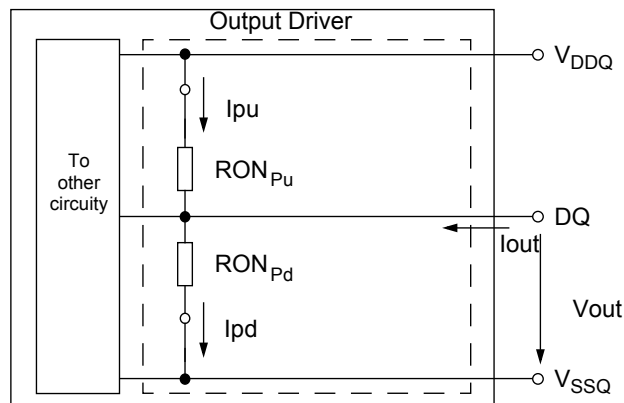 Output Driver
V_DDQ
Ipu
To
other
circuity
RON_Pu
DQ
Iout
RON_Pd
Vout
Ipd
V_SSQ